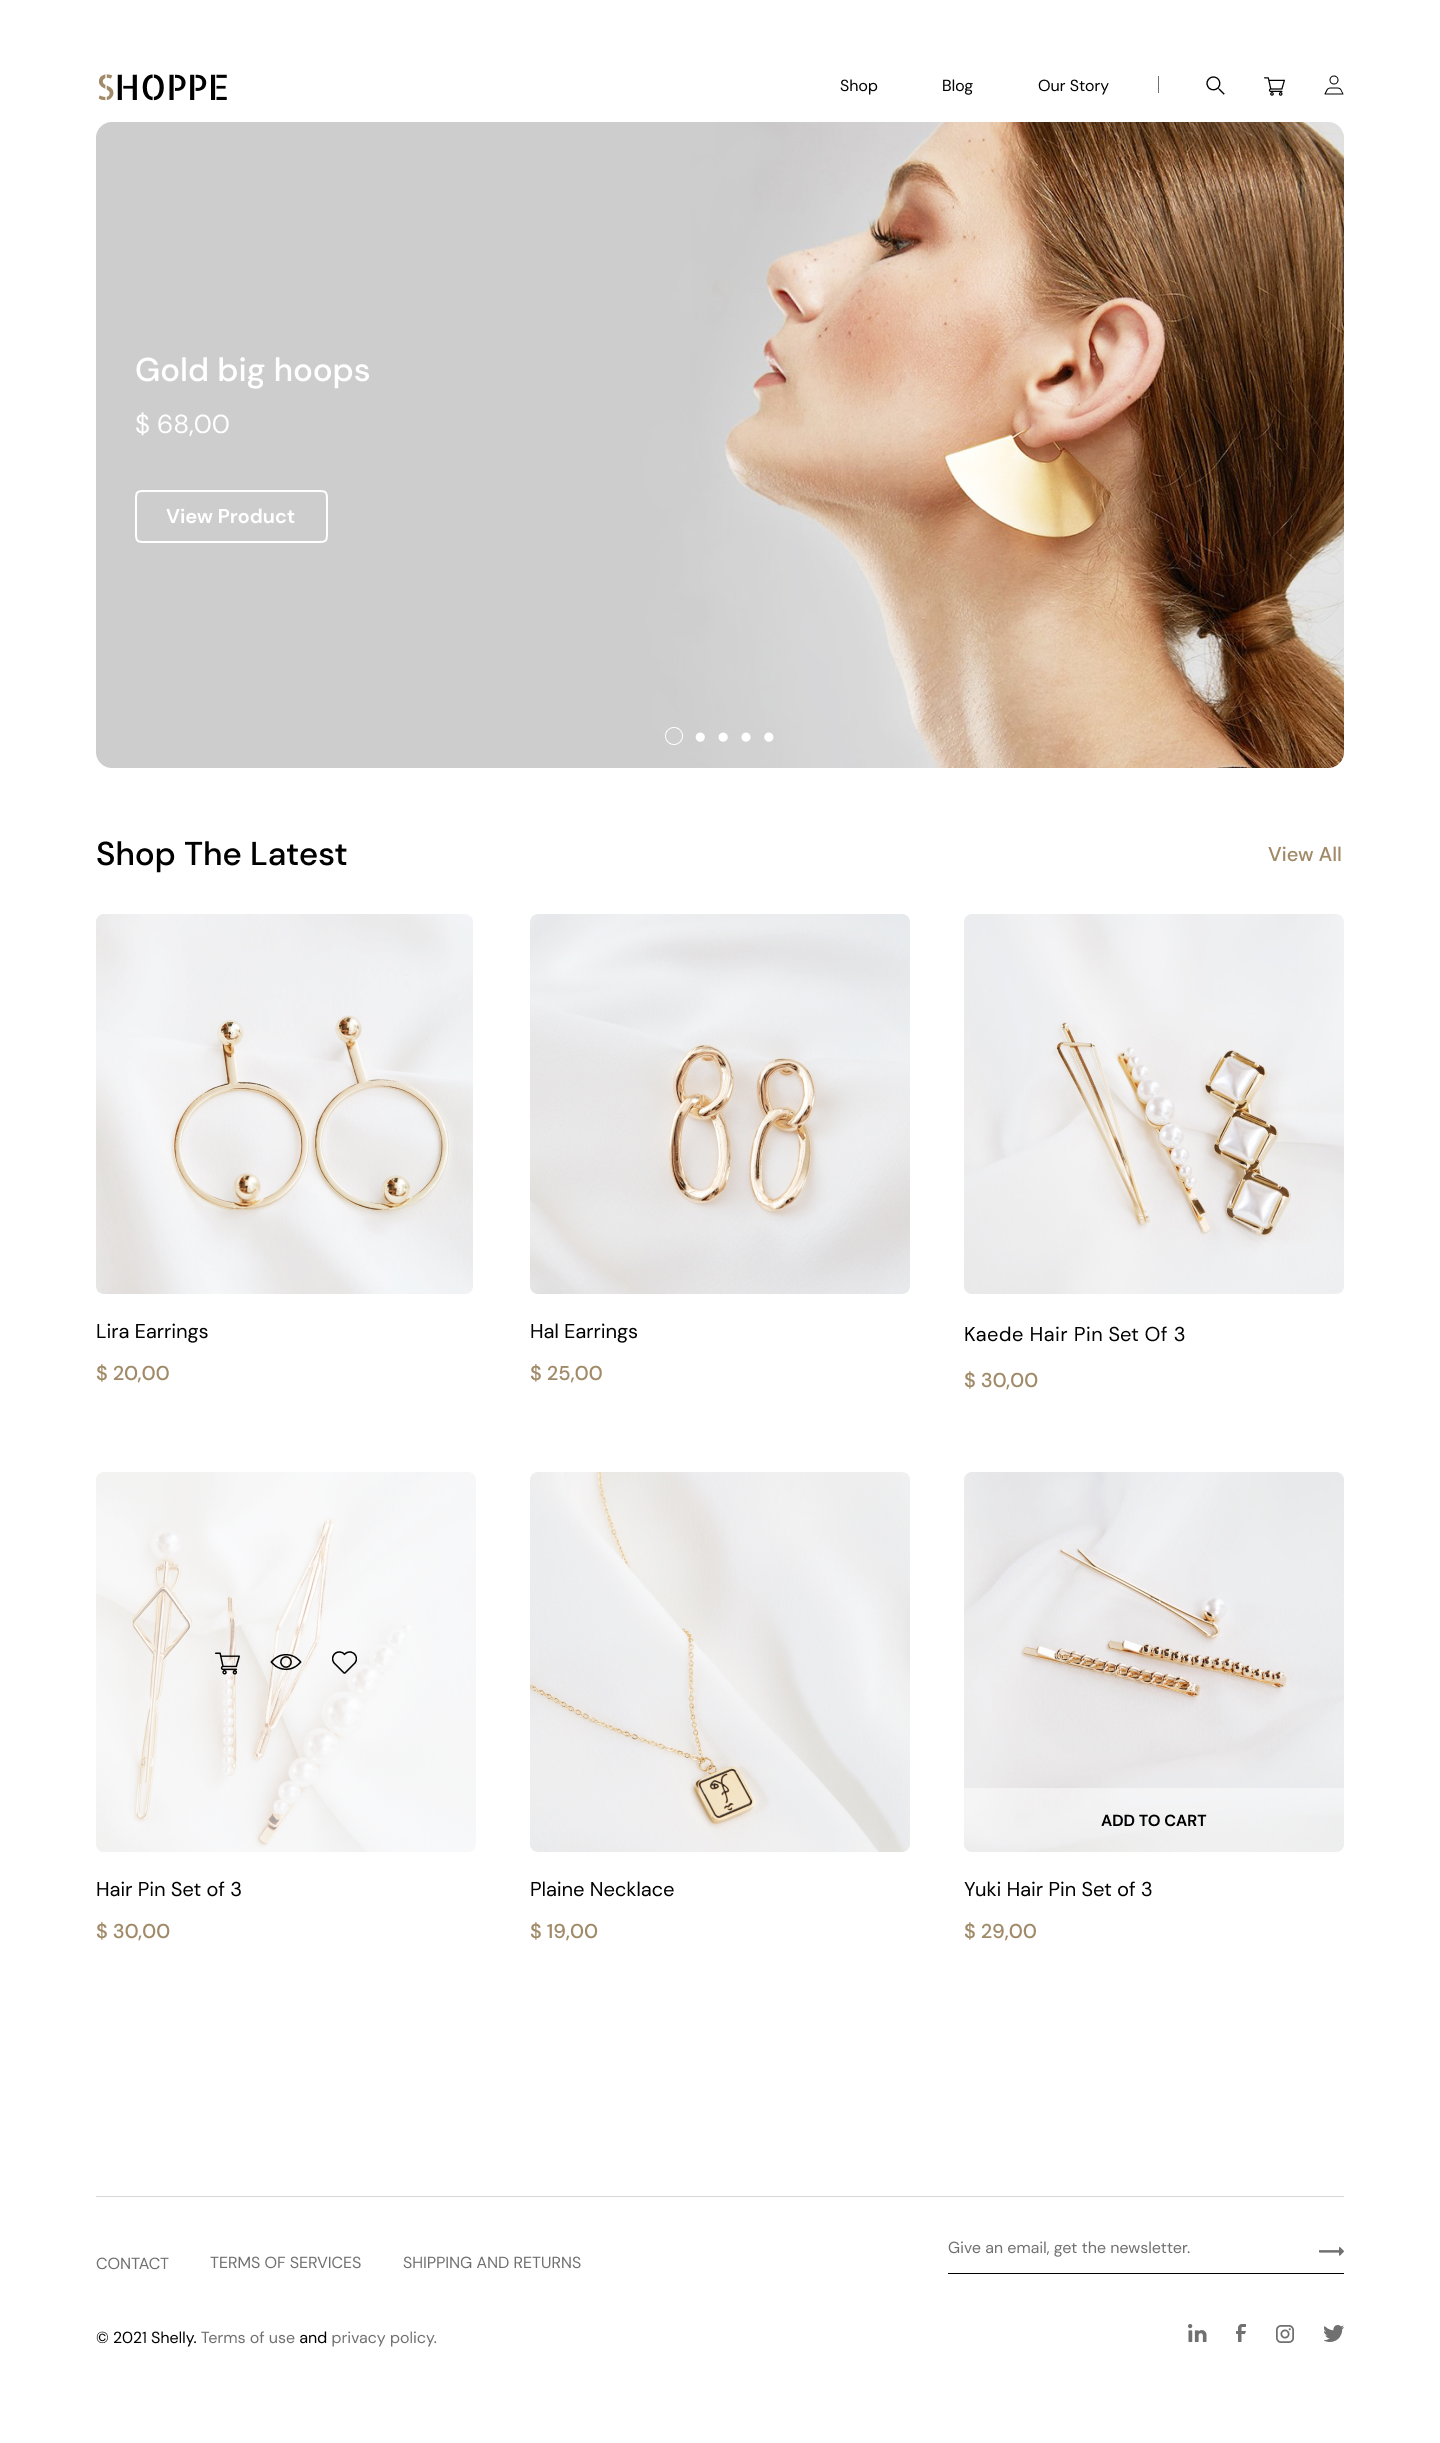 SHOPPE
Shop Blog Our Story
Gold big hoops
$ 68,00
View Product
Shop The Latest
View All
Lira Earrings
$ 20,00
Hal Earrings
$ 25,00
Kaede Hair Pin Set Of 3
$ 30,00
ADD TO CART
Hair Pin Set of 3
$ 30,00
Plaine Necklace
$ 19,00
Yuki Hair Pin Set of 3
$ 29,00
Give an email, get the newsletter.
CONTACT TERMS OF SERVICES SHIPPING AND RETURNS
© 2021 Shelly. Terms of use and privacy policy.